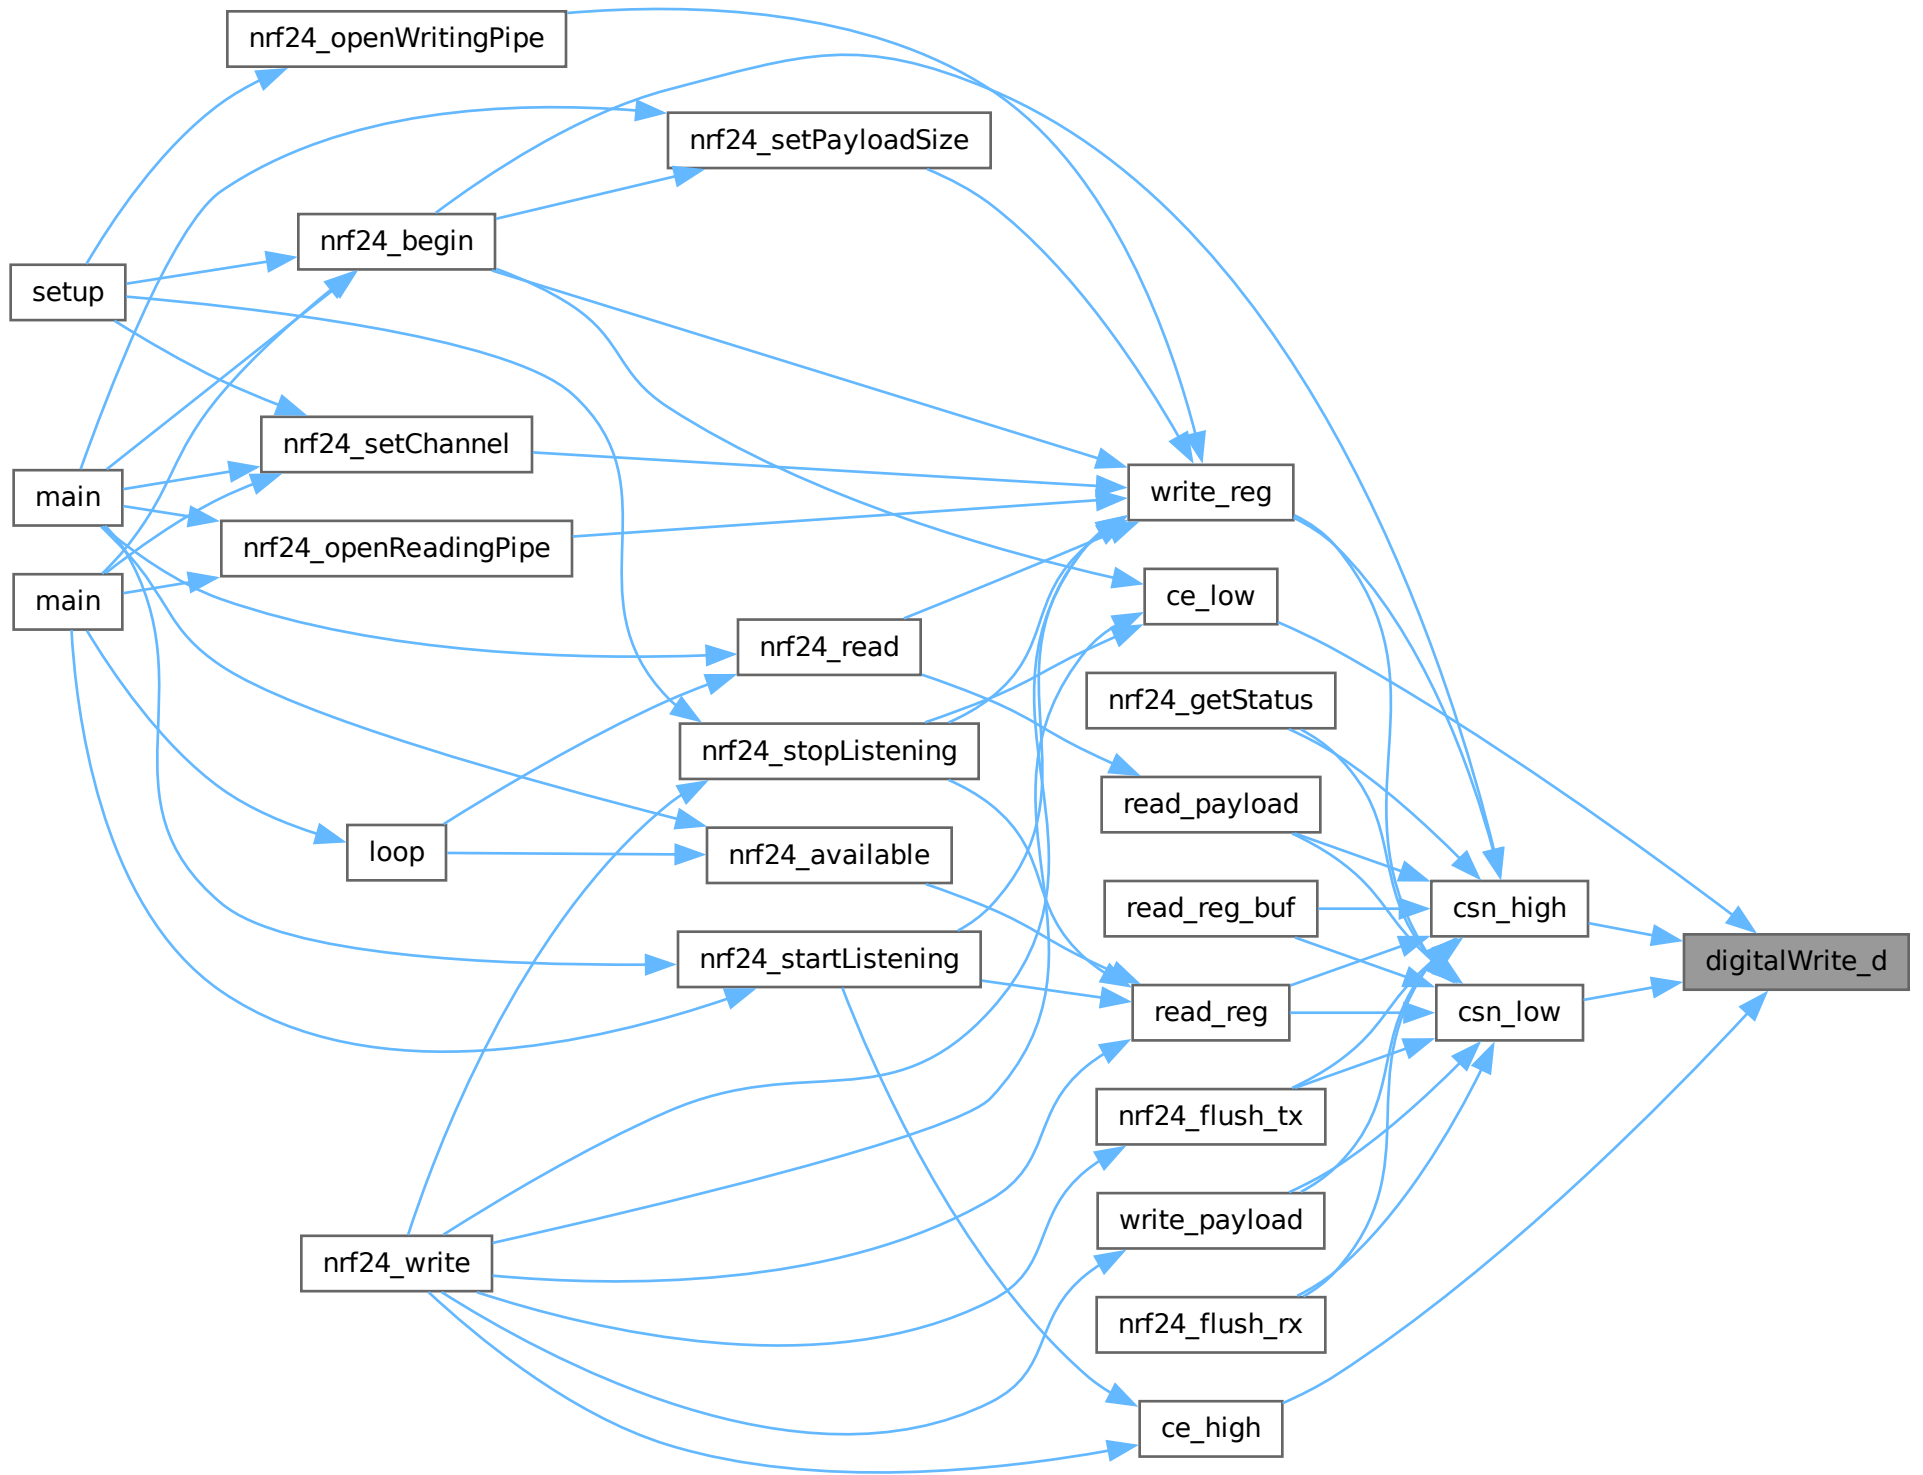 nrf24_openWritingPipe
nrf24_setPayloadSize
nrf24_begin
setup
nrf24_setChannel
main
write_reg
nrf24_openReadingPipe
main
ce_low
nrf24_read
nrf24_getStatus
nrf24_stopListening
read_payload
loop
nrf24_available
read_reg_buf
csn_high
nrf24_startListening
digitalWrite_d
read_reg
csn_low
nrf24_flush_tx
write_payload
nrf24_write
nrf24_flush_rx
ce_high